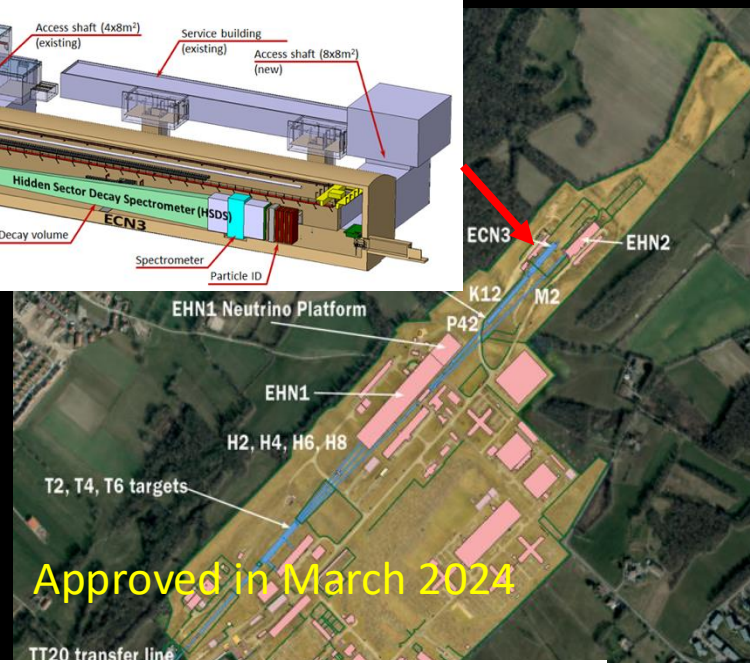 Access shaft (4x8m²)
(existing)
Service building
(existing)
Access shaft (8x8m²)
(new)
Hidden Sector Decay Spectrometer (HSDS)
ECN3
Decay volume
Spectrometer
Particle ID
ECN3
EHN2
K12
M2
EHN1 Neutrino Platform
P42
EHN1
H2, H4, H6, H8
T2, T4, T6 targets
Approved in March 2024
TT20 transfer line